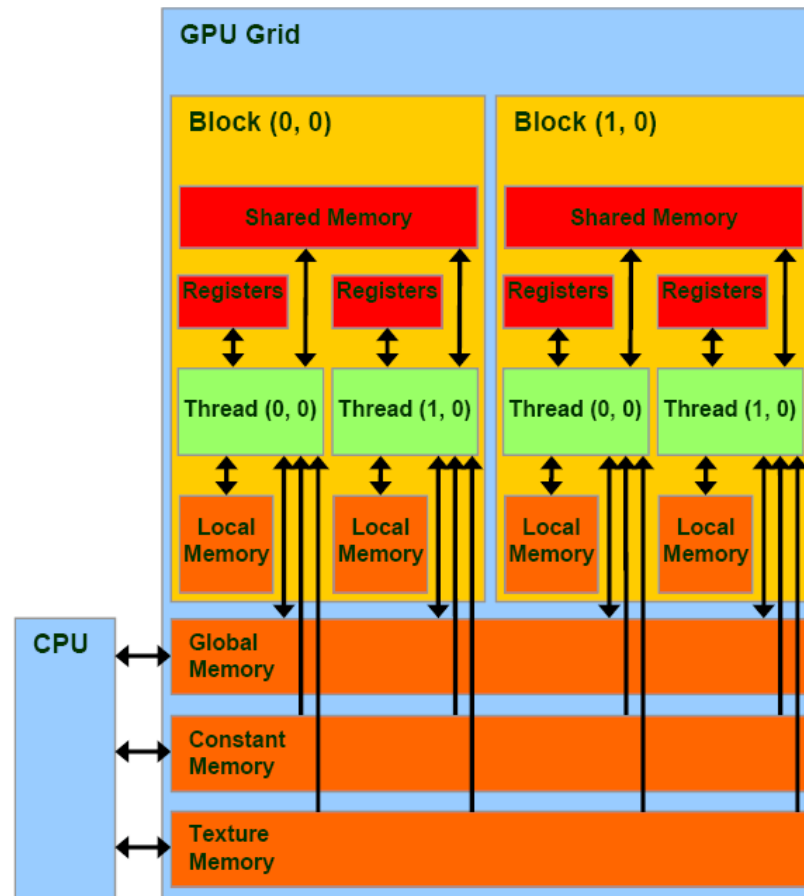 GPU Grid
Block (0, 0)
Block (1, 0)
Shared Memory
Shared Memory
Registers
Registers
Registers
Registers
Thread (0, 0)
Thread (1, 0)
Thread (0, 0)
Thread (1, 0)
Local
Memory
Local
Memory
Local
Memory
Local
Memory
CPU
Global
Memory
Constant
Memory
Texture
Memory